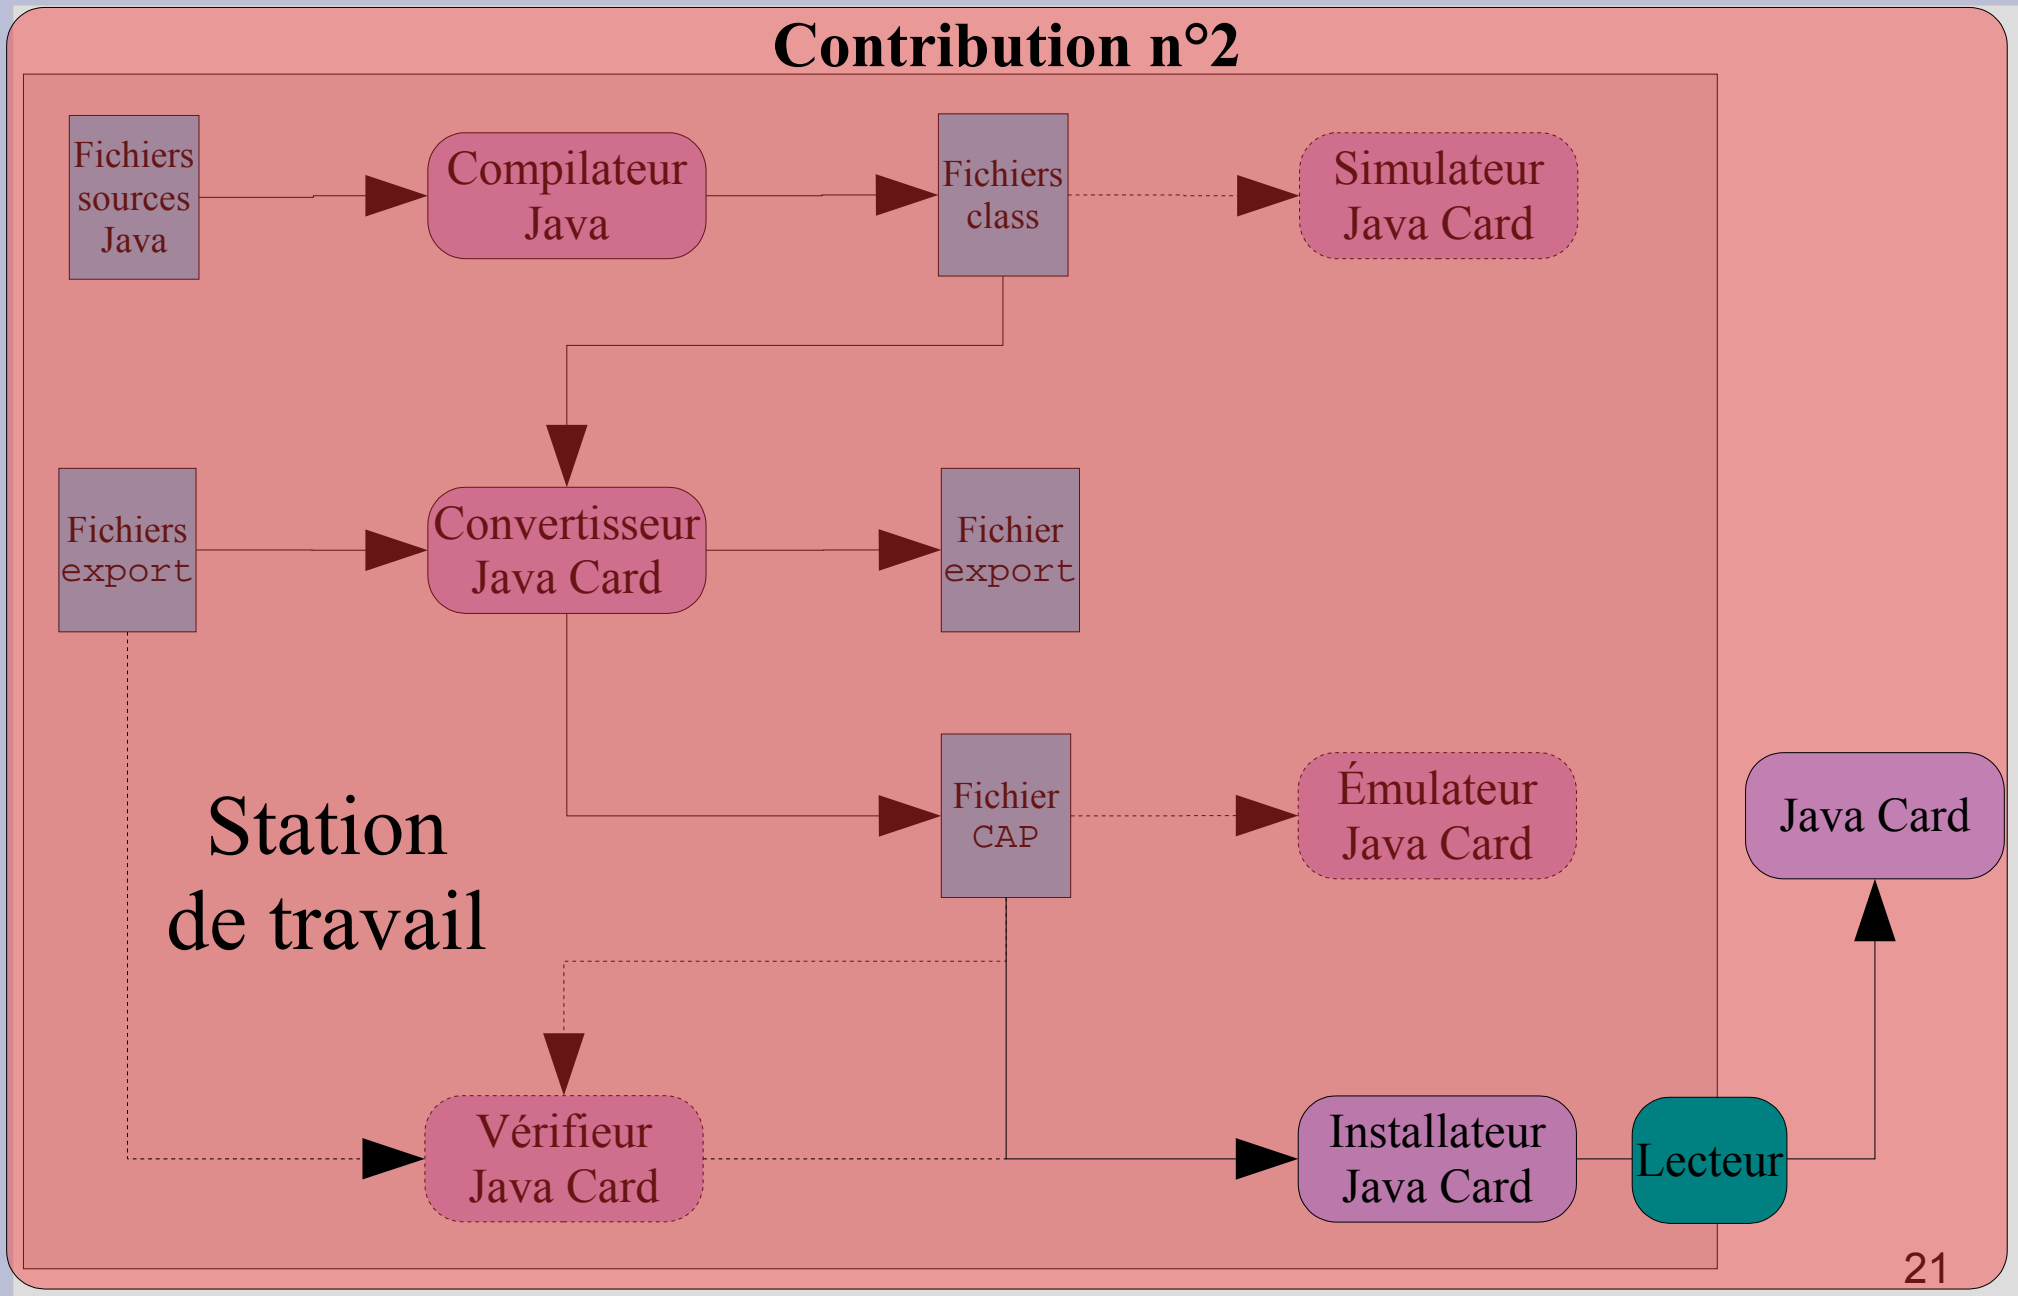 Contribution n°2
Fichiers
sources
Java
Compilateur
Java
Fichiers
class
Simulateur
Java Card
Fichiers
export
Convertisseur
Java Card
Fichier
export
Station
de travail
Fichier
CAP
Émulateur
Java Card
Java Card
Vérifieur
Java Card
Installateur
Java Card
Lecteur
21